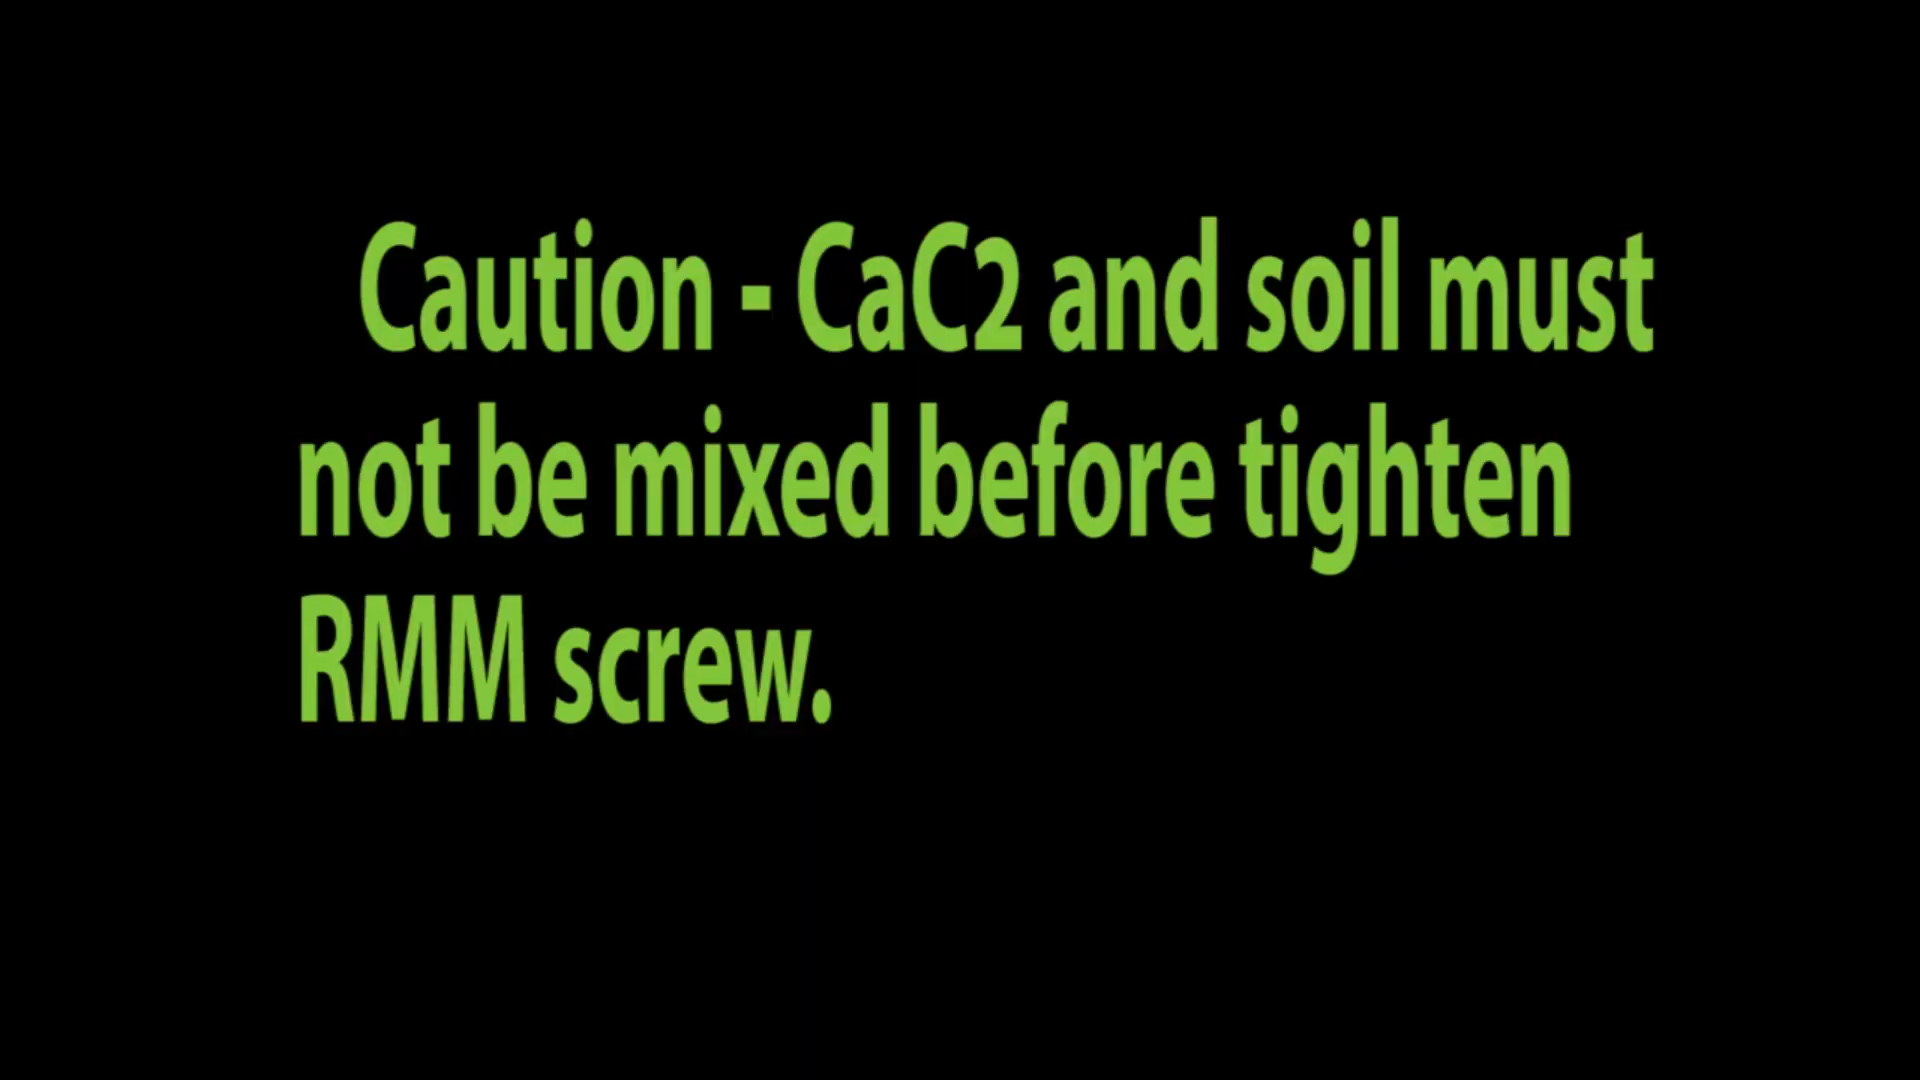 Caution - CaC2 and soil must
not be mixed before tighten
RMM screw.